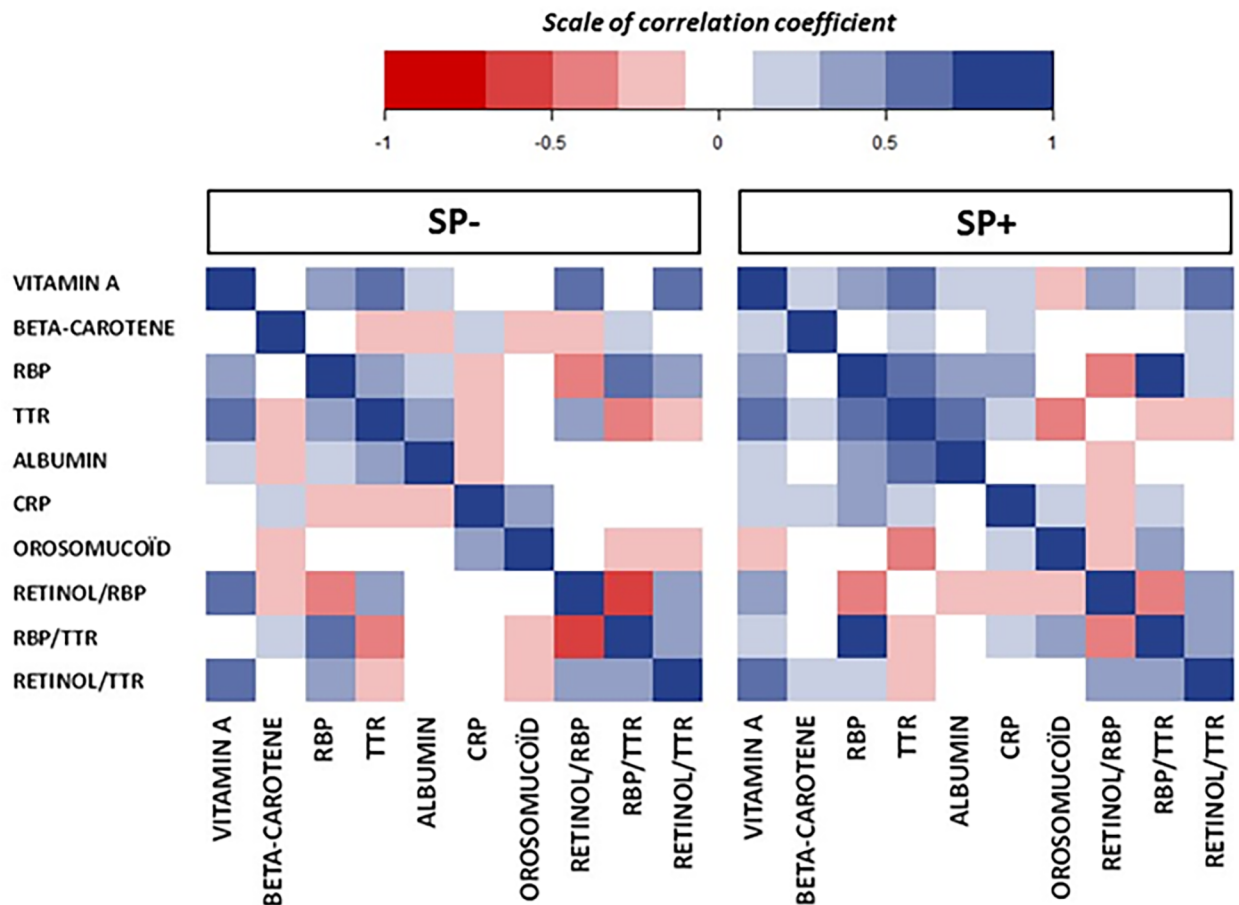 Scale of correlation coefficient
-1 -0.5 0 0.5 1
SP- SP+
VITAMIN A
BETA-CAROTENE
RBP
TTR
ALBUMIN
CRP
OROSOMUCOÏD
RETINOL/RBP
RBP/TTR
RETINOL/TTR
VITAMIN A
BETA-CAROTENE
RBP
TTR
ALBUMIN
CRP
OROSOMUCOÏD
RETINOL/RBP
RBP/TTR
RETINOL/TTR
VITAMIN A
BETA-CAROTENE
RBP
TTR
ALBUMIN
CRP
OROSOMUCOÏD
RETINOL/RBP
RBP/TTR
RETINOL/TTR